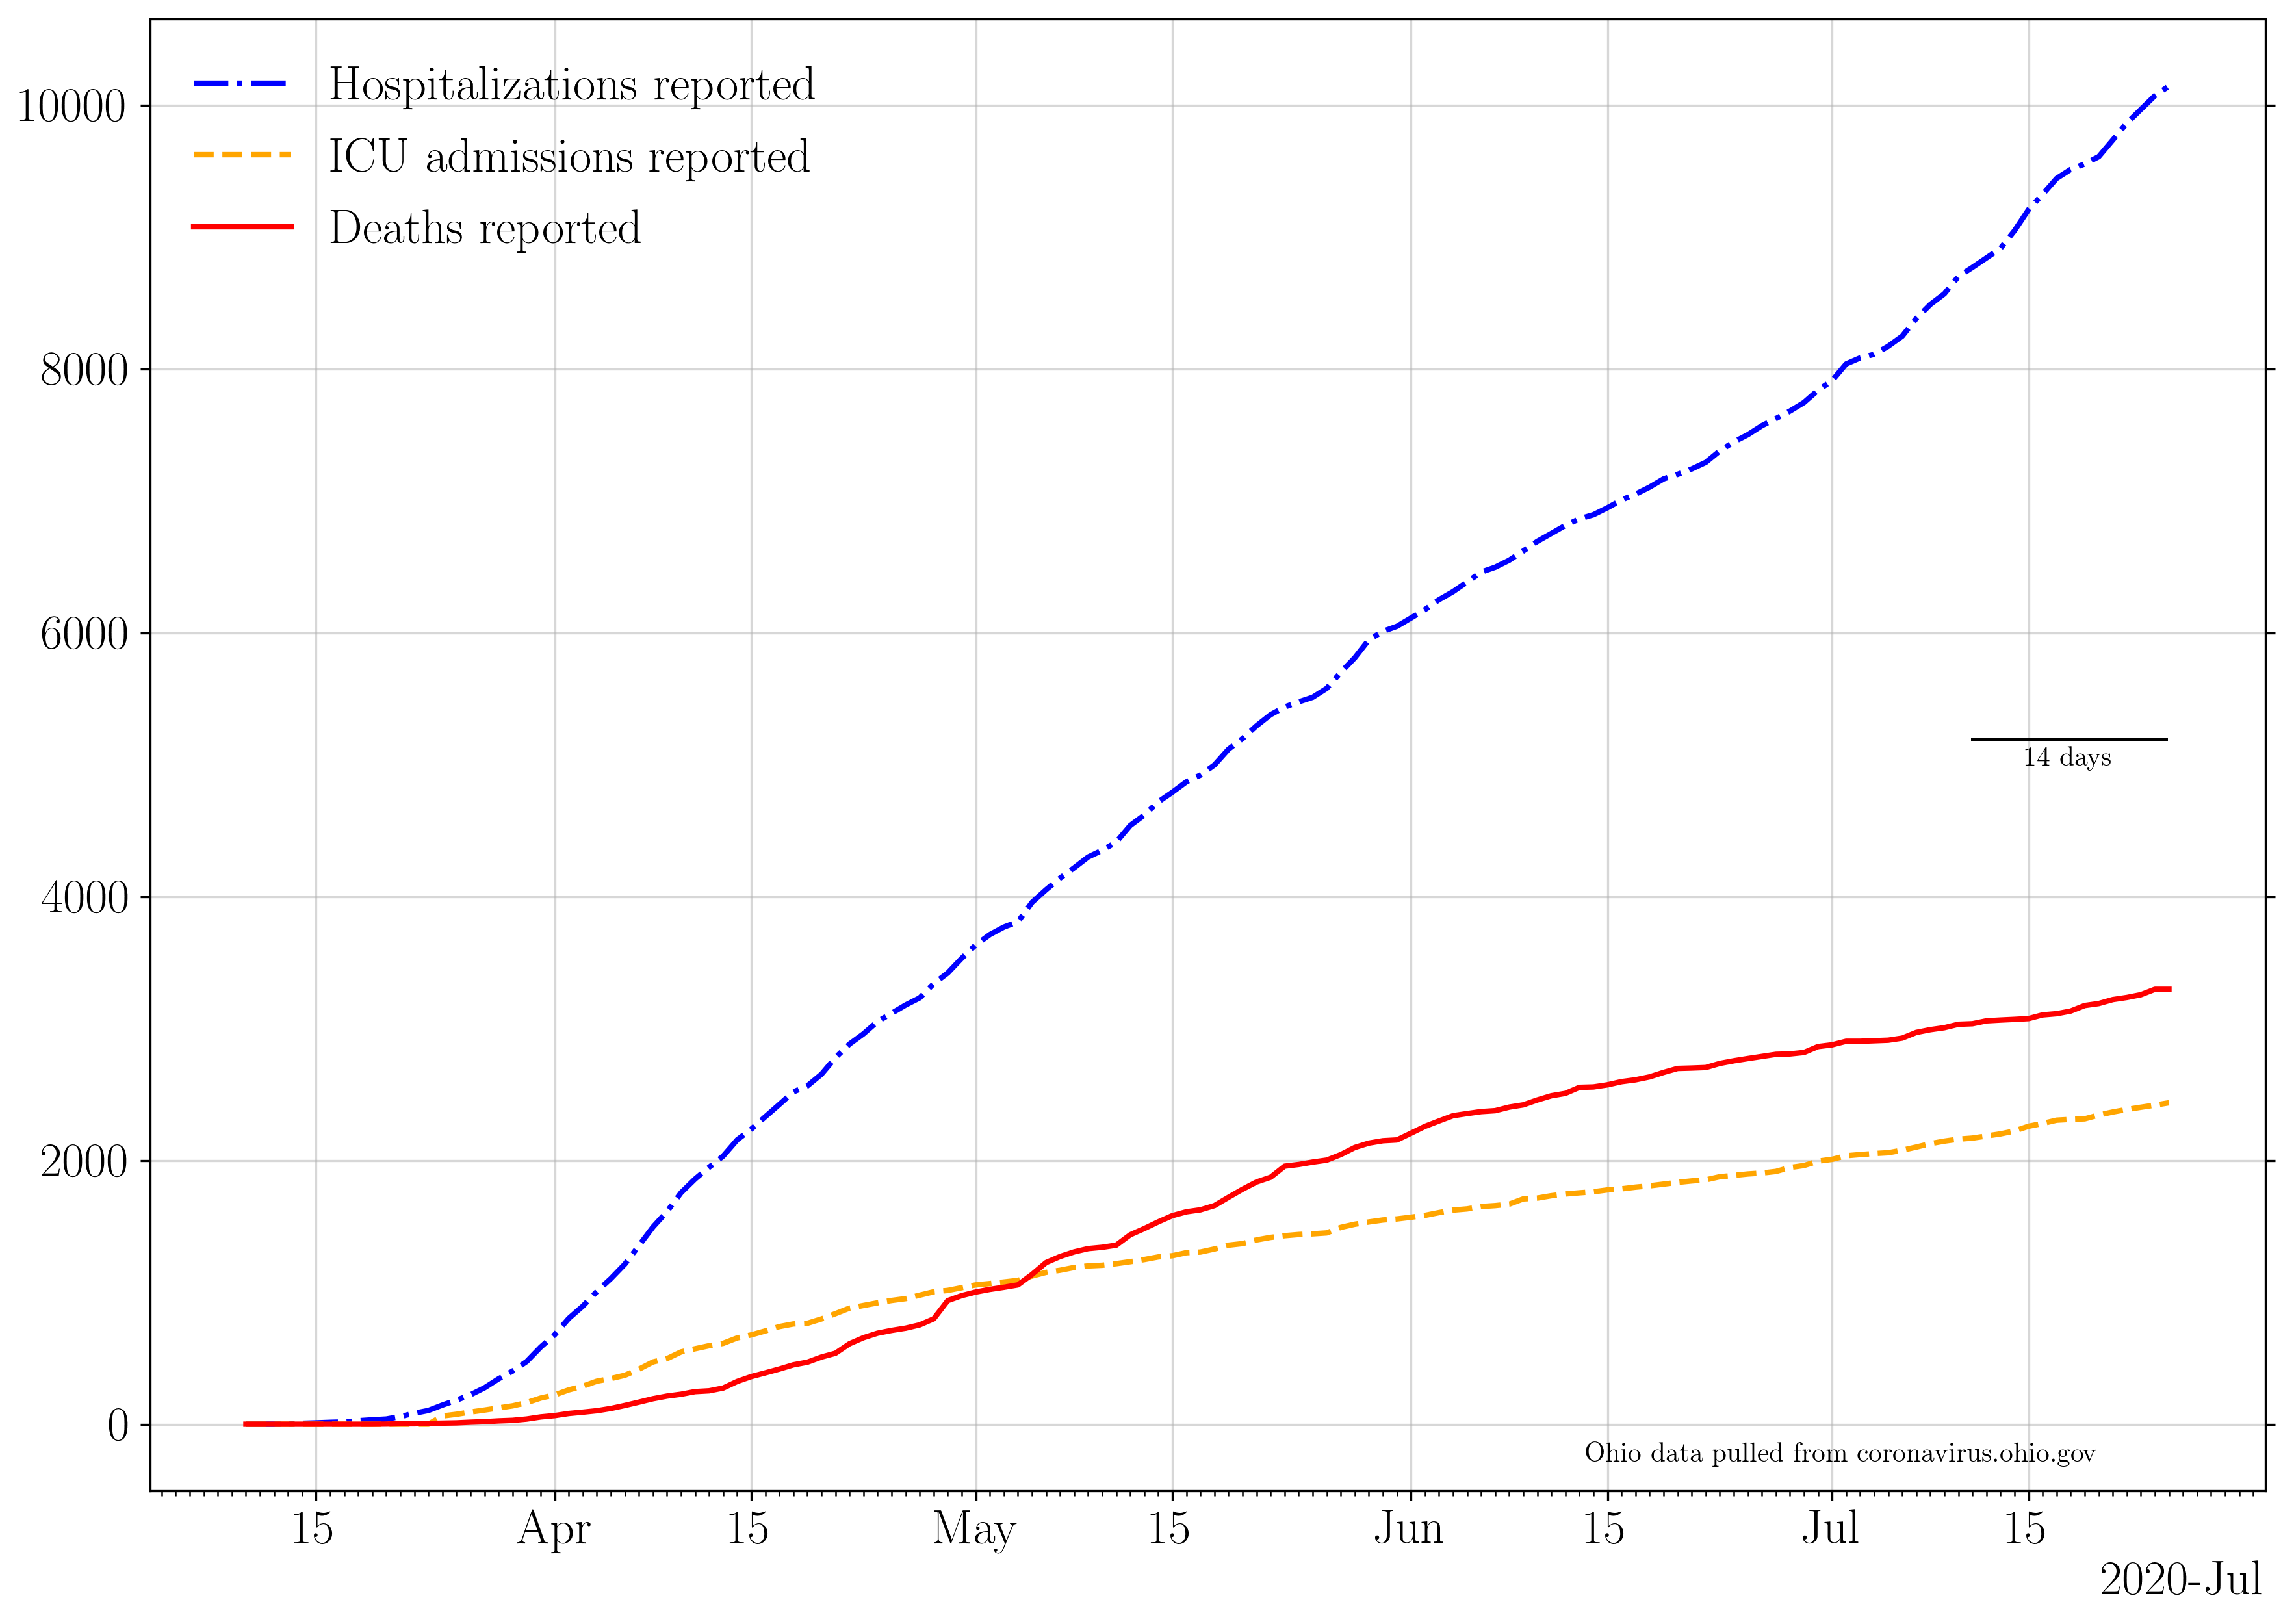 Hospitalizations reported
ICU admissions reported
Deaths reported
10000
8000
6000
4000
2000
0
14 days
Ohio data pulled from coronavirus.ohio.gov
15 Apr 15 May 15 Jun 15 Jul 15
2020-Jul